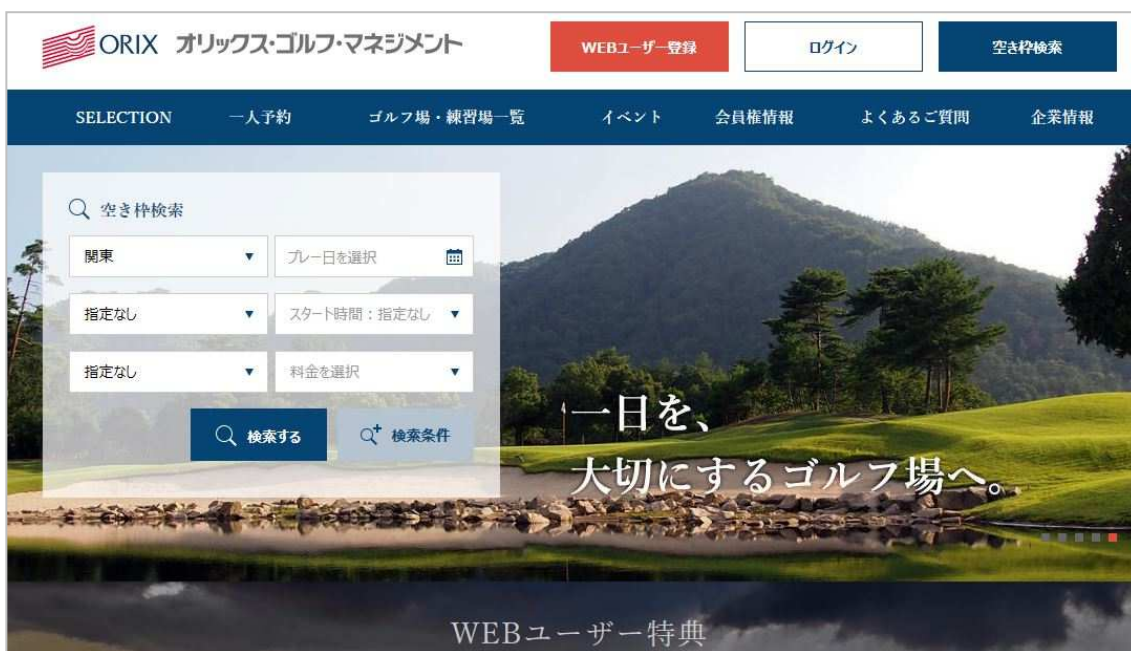 ORIX オリックス・ゴルフ・マネジメント
WEBユーザー登録
ログイン
空き枠検索
SELECTION 一人予約 ゴルフ場・練習場一覧 イベント 会員権情報 よくあるご質問 企業情報
空き枠検索
関東 プレー日を選択
指定なし スタート時間：指定なし
指定なし 料金を選択
検索する 検索条件
一日を、
大切にするゴルフ場へ。
WEBユーザー特典